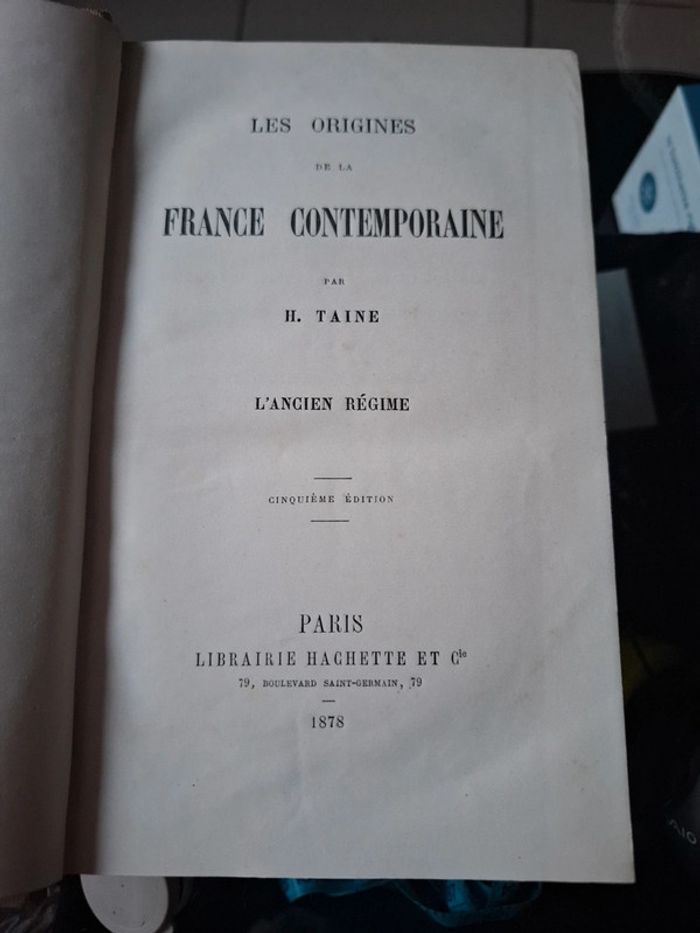 LES ORIGINES
DE LA
FRANCE CONTEMPORAINE
PAR
H. TAINE
L'ANCIEN RÉGIME
CINQUIÈME ÉDITION
PARIS
LIBRAIRIE HACHETTE ET Cie
79, BOULEVARD SAINT-GERMAIN, 79
1878